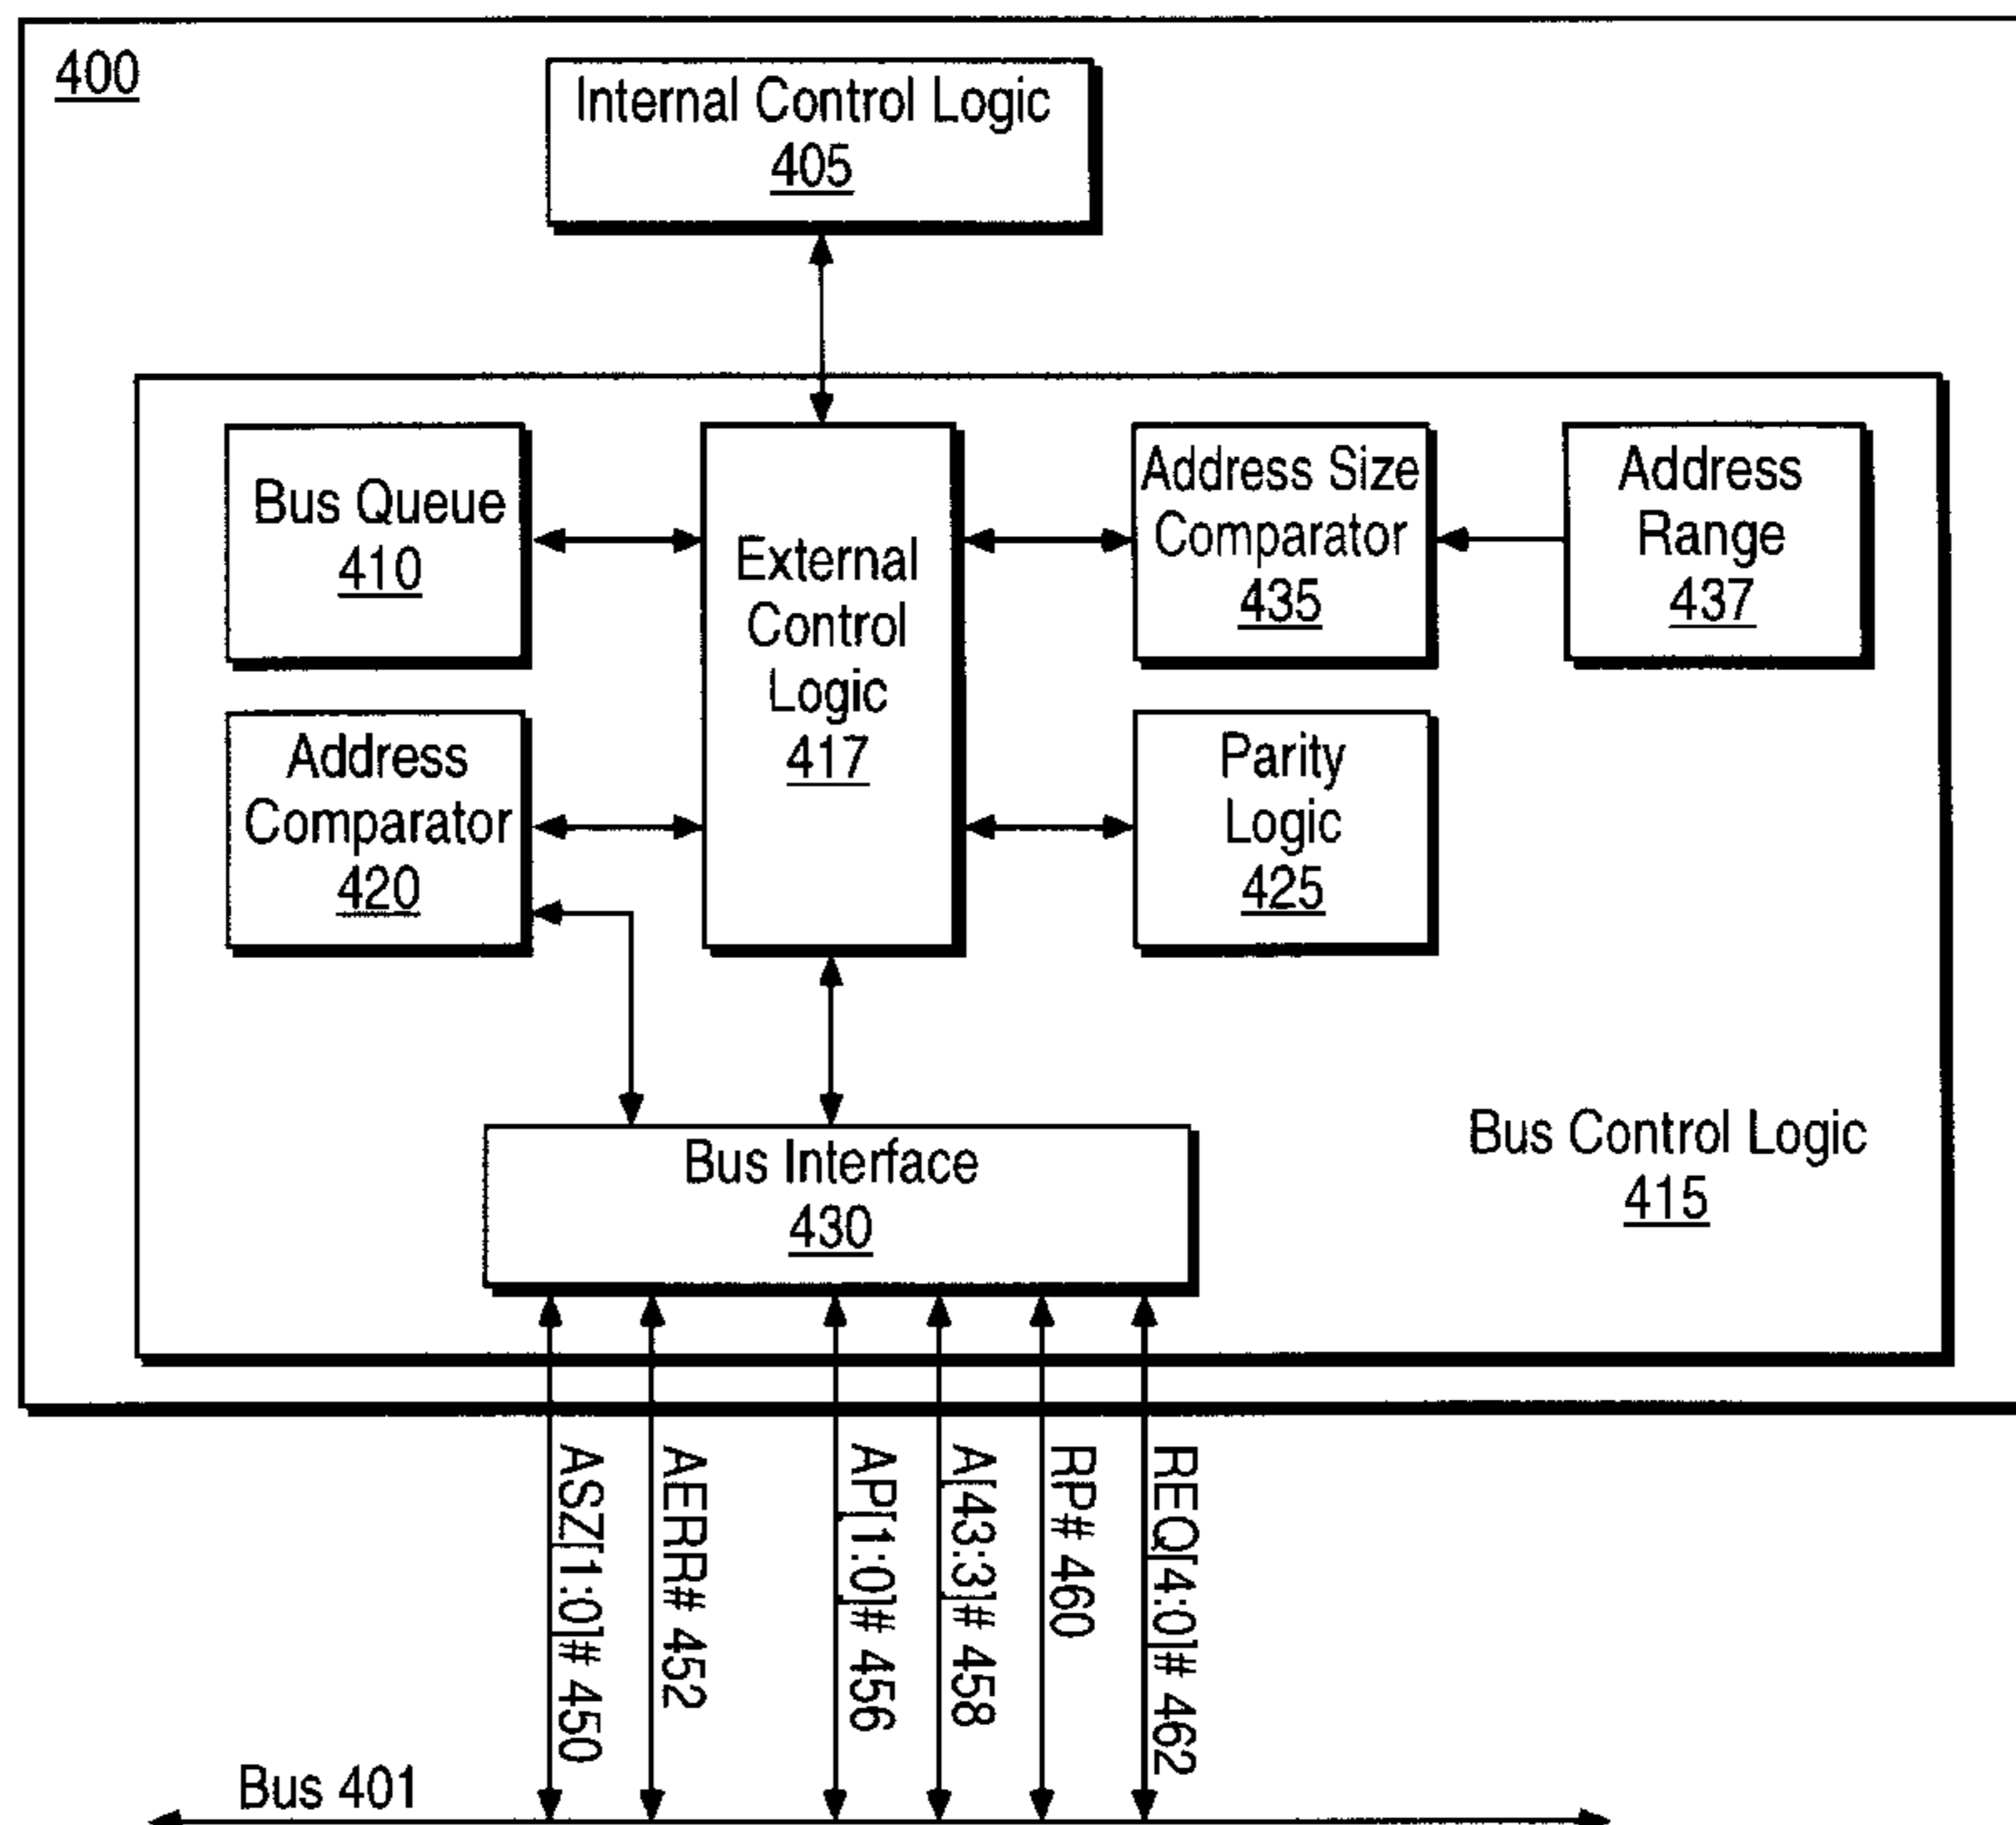 400
Internal Control Logic
405
Bus Queue
410
External
Control
Logic
417
Address Size
Comparator
435
Address
Range
437
Address
Comparator
420
Parity
Logic
425
Bus Interface
430
Bus Control Logic
415
ASZ[1:0]# 450
AERR# 452
AP[1:0]# 456
A[43:3]# 458
RP# 460
REQ[4:0]# 462
Bus 401